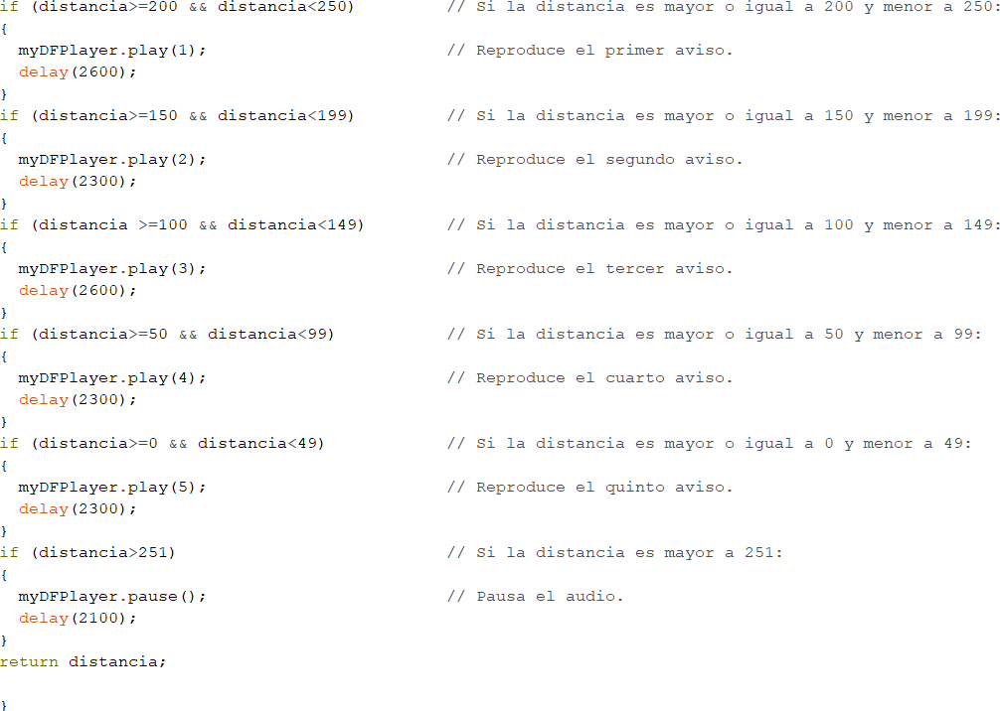 if (distancia>=200 && distancia<250) // Si la distancia es mayor o igual a 200 y menor a 250:
{
myDFPlayer.play(1); // Reproduce el primer aviso.
delay(2600);
}
if (distancia>=150 && distancia<199) // Si la distancia es mayor o igual a 150 y menor a 199:
{
myDFPlayer.play(2); // Reproduce el segundo aviso.
delay(2300);
}
if (distancia >=100 && distancia<149) // Si la distancia es mayor o igual a 100 y menor a 149:
{
myDFPlayer.play(3); // Reproduce el tercer aviso.
delay(2600);
}
if (distancia>=50 && distancia<99) // Si la distancia es mayor o igual a 50 y menor a 99:
{
myDFPlayer.play(4); // Reproduce el cuarto aviso.
delay(2300);
}
if (distancia>=0 && distancia<49) // Si la distancia es mayor o igual a 0 y menor a 49:
{
myDFPlayer.play(5); // Reproduce el quinto aviso.
delay(2300);
}
if (distancia>251) // Si la distancia es mayor a 251:
{
myDFPlayer.pause(); // Pausa el audio.
delay(2100);
}
return distancia;
}